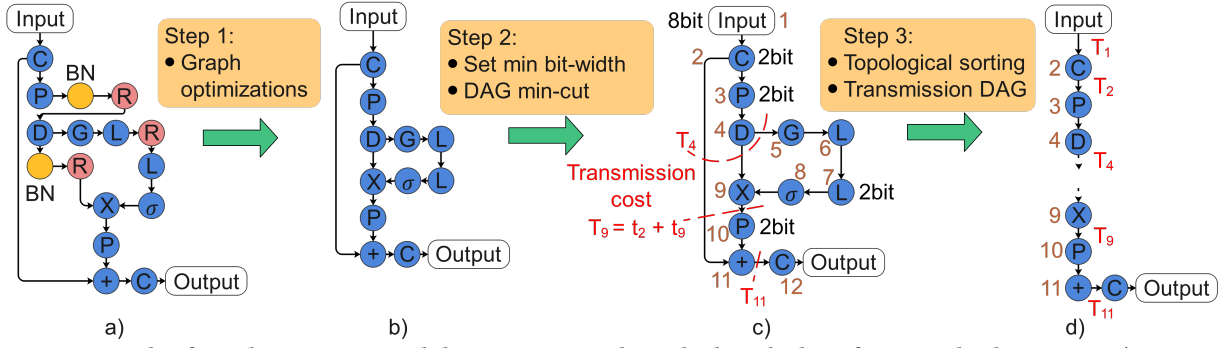 Input
C
BN
P
R
D
G
L
R
BN
R
L
X
σ
P
+
C
Output
a)
Step 1:
• Graph
optimizations
Input
C
P
D
G
L
X
σ
L
P
+
C
Output
b)
Step 2:
• Set min bit-width
• DAG min-cut
8bit
Input
1
2
C
2bit
3
P
2bit
4
D
G
L
T4
5
6
Transmission
cost
8
7
9
X
σ
L
2bit
T9 = t2 + t9
10
P
2bit
+
C
Output
11
T11
12
c)
Step 3:
• Topological sorting
• Transmission DAG
Input
T1
2
C
T2
3
P
4
D
T4
9
X
T9
10
P
11
+
C
Output
T11
d)